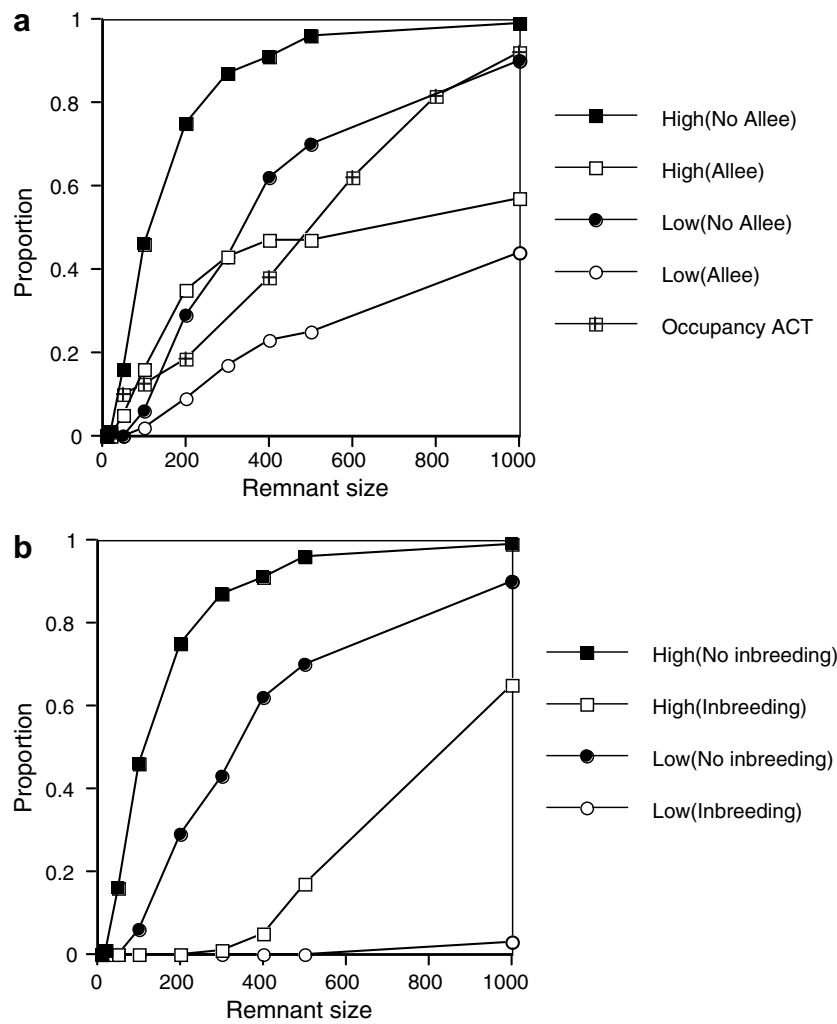 a
1
0.8
0.6
0.4
0.2
0
Proportion
0 200 400 600 800 1000
Remnant size
High(No Allee)
High(Allee)
Low(No Allee)
Low(Allee)
Occupancy ACT
b
1
0.8
0.6
0.4
0.2
0
Proportion
0 200 400 600 800 1000
Remnant size
High(No inbreeding)
High(Inbreeding)
Low(No inbreeding)
Low(Inbreeding)